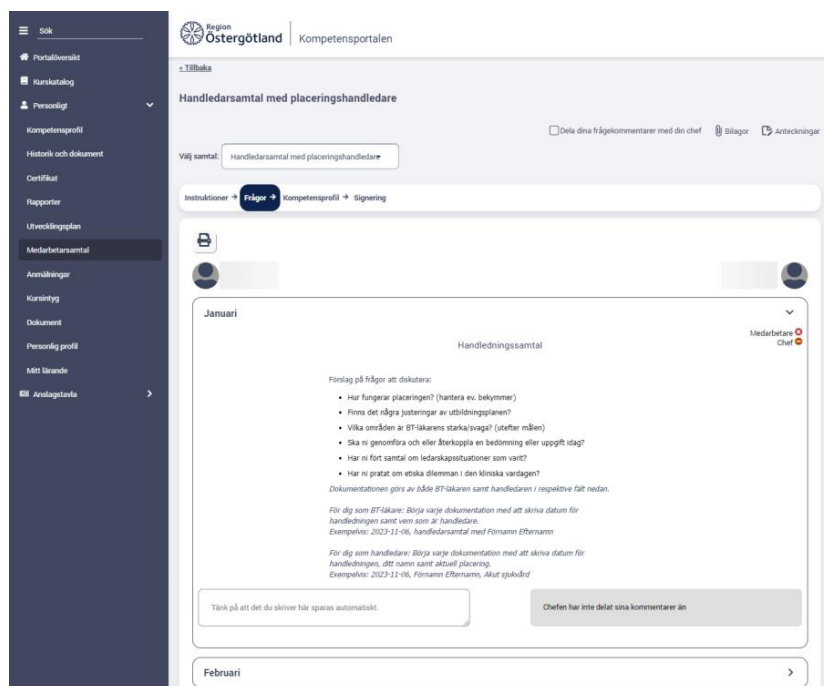 Sök
Portalöversikt
Kurskatalog
Personligt
Kompetensprofil
Historik och dokument
Certifikat
Rapporter
Utvecklingsplan
Medarbetarsamtal
Anmälningar
Kursintyg
Dokument
Personlig profil
Mitt lärande
Anslagstavla
Region
Östergötland
Kompetensportalen
< Tillbaka
Handledarsamtal med placeringshandledare
Dela dina frågekommentarer med din chef Bilagor Anteckningar
Välj samtal: Handledarsamtal med placeringshandledare
Instruktioner → Frågor → Kompetensprofil → Signering
Januari
Medarbetare
Chef
Handledningssamtal
Förslag på frågor att diskutera:
• Hur fungerar placeringen? (hantera ev. bekymmer)
• Finns det några justeringar av utbildningsplanen?
• Vilka områden är BT-läkarens starka/svaga? (utefter målen)
• Ska ni genomföra och eller återkoppla en bedömning eller uppgift idag?
• Har ni fört samtal om ledarskapssituationer som varit?
• Har ni pratat om etiska dilemman i den kliniska vardagen?
Dokumentationen görs av både BT-läkaren samt handledaren i respektive fält nedan.
För dig som BT-läkare: Börja varje dokumentation med att skriva datum för
handledningen samt vem som är handledare.
Exempelvis: 2023-11-06, handledarsamtal med Förnamn Efternamn
För dig som handledare: Börja varje dokumentation med att skriva datum för
handledningen, ditt namn samt aktuell placering.
Exempelvis: 2023-11-06, Förnamn Efternamn, Akut sjukvård
Tänk på att det du skriver här sparas automatiskt.
Chefen har inte delat sina kommentarer än
Februari